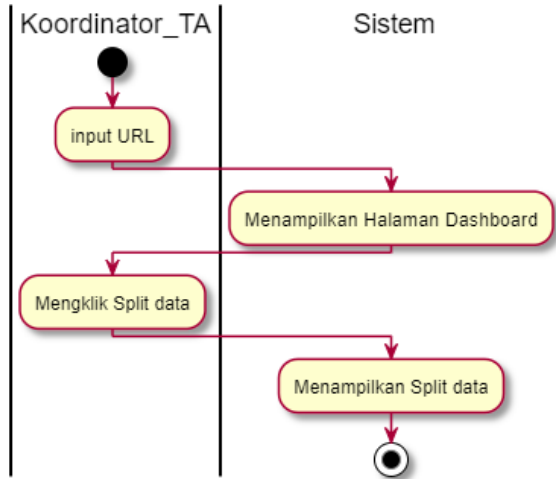 Koordinator_TA
Sistem
input URL
Menampilkan Halaman Dashboard
Mengklik Split data
Menampilkan Split data